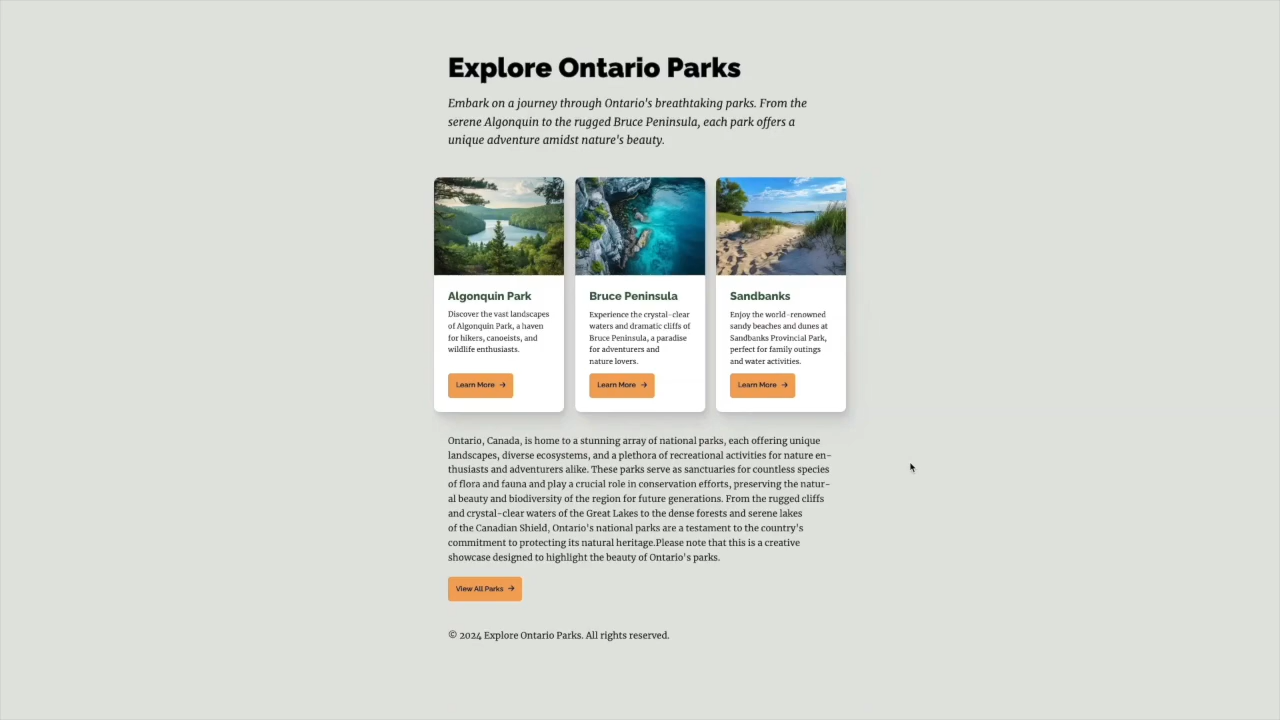 Explore Ontario Parks
Embark on a journey through Ontario's breathtaking parks. From the
serene Algonquin to the rugged Bruce Peninsula, each park offers a
unique adventure amidst nature's beauty.
Algonquin Park
Discover the vast landscapes
of Algonquin Park, a haven
for hikers, canoeists, and
wildlife enthusiasts.
Learn More →
Bruce Peninsula
Experience the crystal-clear
waters and dramatic cliffs of
Bruce Peninsula, a paradise
for adventurers and
nature lovers.
Learn More →
Sandbanks
Enjoy the world-renowned
sandy beaches and dunes at
Sandbanks Provincial Park,
perfect for family outings
and water activities.
Learn More →
Ontario, Canada, is home to a stunning array of national parks, each offering unique
landscapes, diverse ecosystems, and a plethora of recreational activities for nature en-
thusiasts and adventurers alike. These parks serve as sanctuaries for countless species
of flora and fauna and play a crucial role in conservation efforts, preserving the natur-
al beauty and biodiversity of the region for future generations. From the rugged cliffs
and crystal-clear waters of the Great Lakes to the dense forests and serene lakes
of the Canadian Shield, Ontario's national parks are a testament to the country's
commitment to protecting its natural heritage.Please note that this is a creative
showcase designed to highlight the beauty of Ontario's parks.
View All Parks →
© 2024 Explore Ontario Parks. All rights reserved.